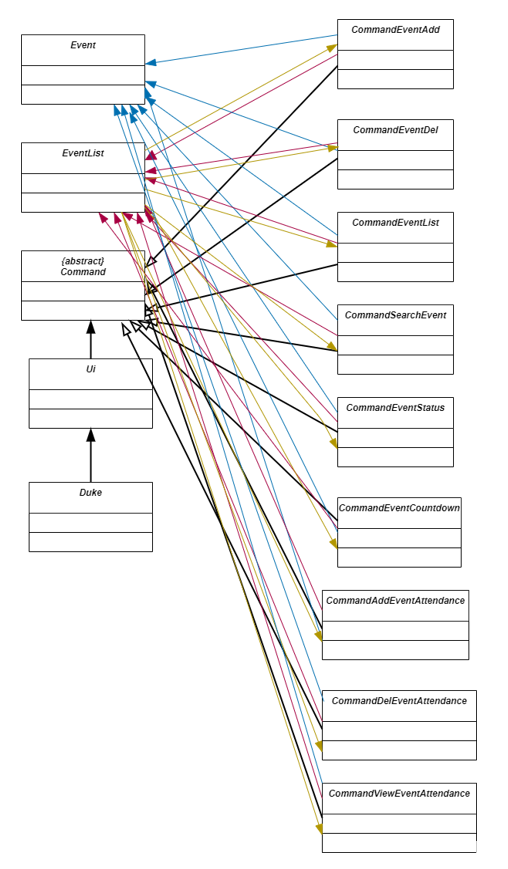 Event
EventList
{abstract}
Command
Ui
Duke
CommandEventAdd
CommandEventDel
CommandEventList
CommandSearchEvent
CommandEventStatus
CommandEventCountdown
CommandAddEventAttendance
CommandDelEventAttendance
CommandViewEventAttendance